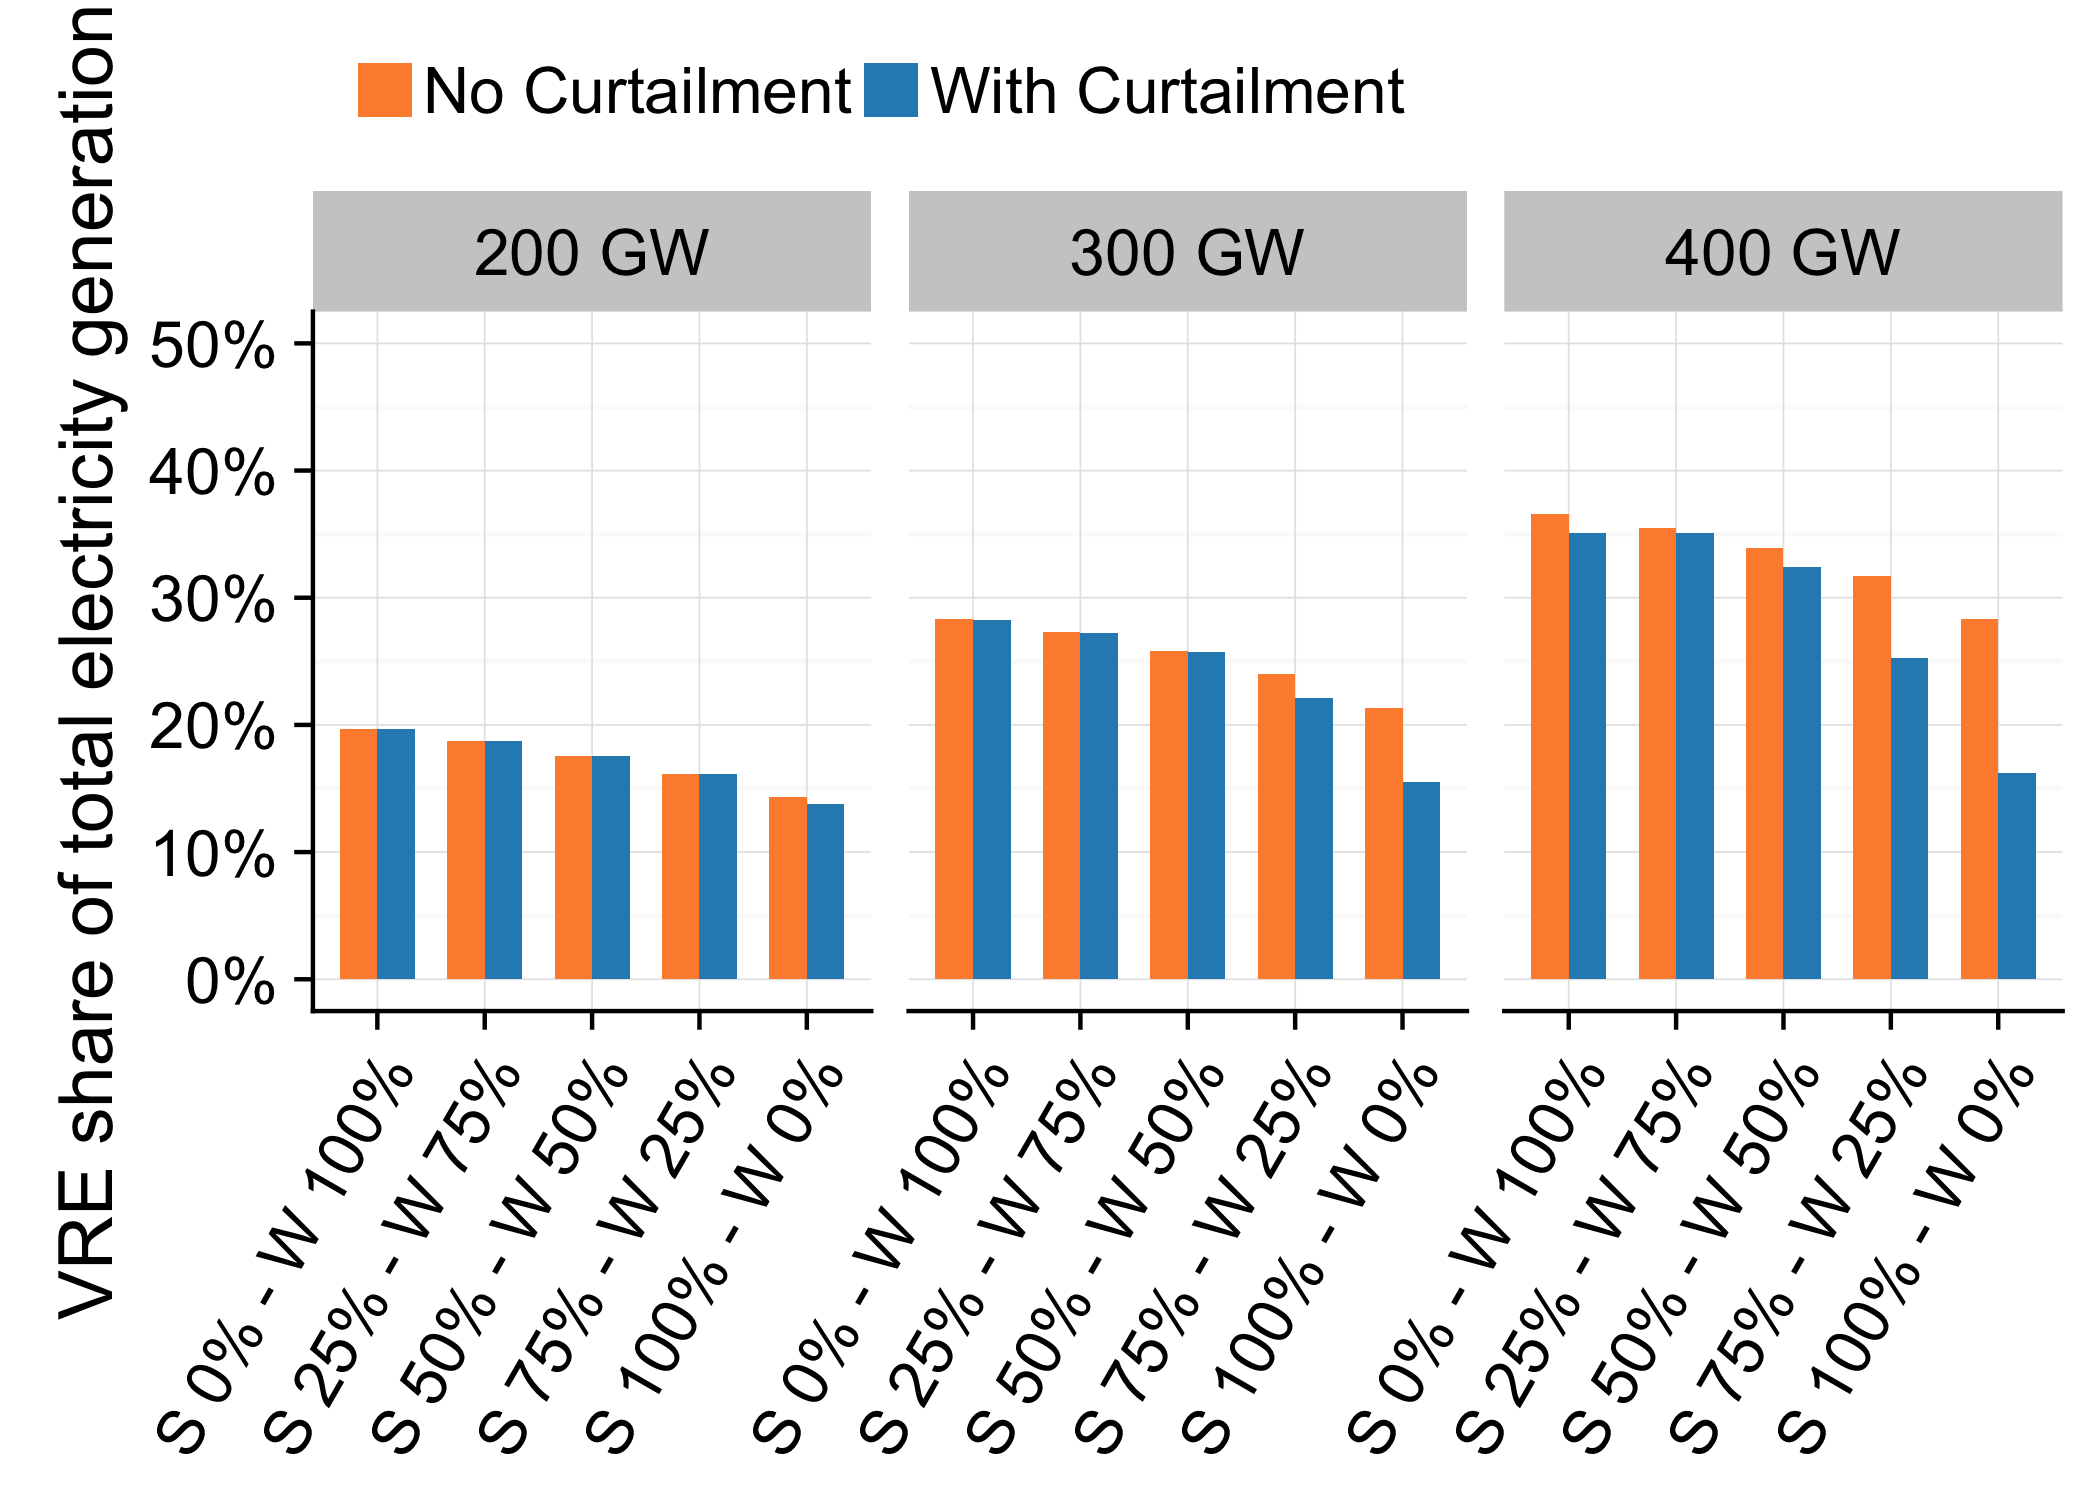 No Curtailment With Curtailment
200 GW 300 GW 400 GW
VRE share of total electricity generation
50%
40%
30%
20%
10%
0%
S 0% - W 100%
S 25% - W 75%
S 50% - W 50%
S 75% - W 25%
S 100% - W 0%
S 0% - W 100%
S 25% - W 75%
S 50% - W 50%
S 75% - W 25%
S 100% - W 0%
S 0% - W 100%
S 25% - W 75%
S 50% - W 50%
S 75% - W 25%
S 100% - W 0%